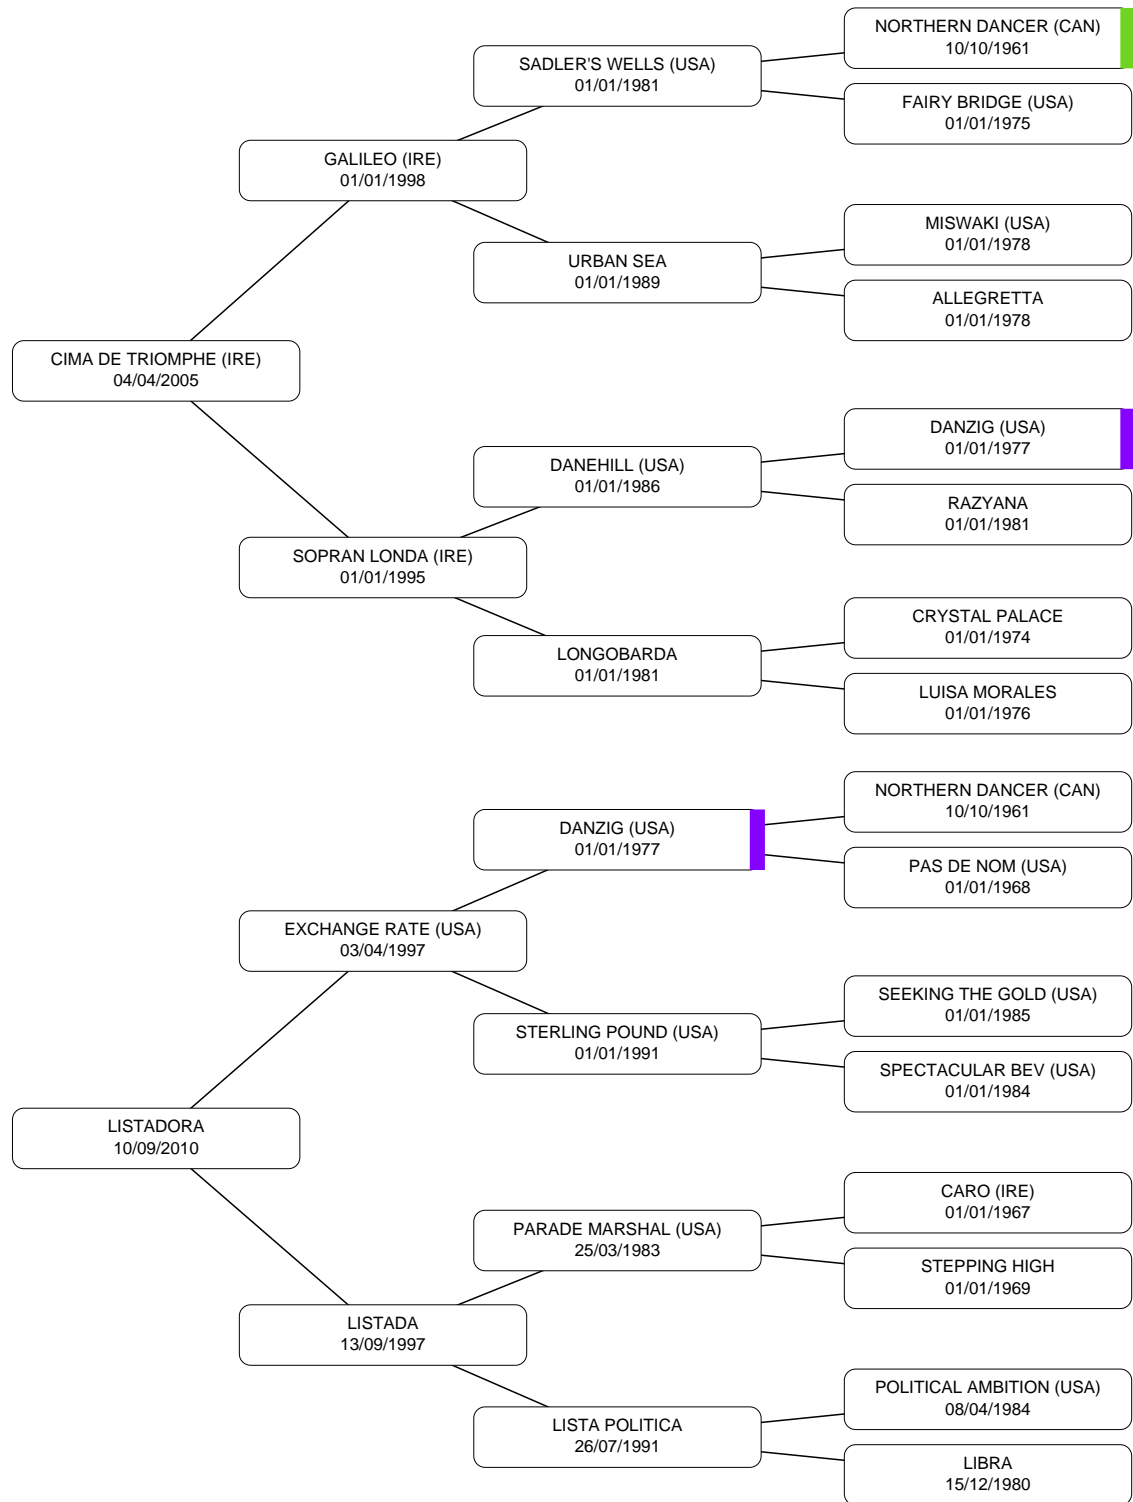 NORTHERN DANCER (CAN)
10/10/1961
SADLER'S WELLS (USA)
01/01/1981
FAIRY BRIDGE (USA)
01/01/1975
GALILEO (IRE)
01/01/1998
MISWAKI (USA)
01/01/1978
URBAN SEA
01/01/1989
ALLEGRETTA
01/01/1978
CIMA DE TRIOMPHE (IRE)
04/04/2005
DANZIG (USA)
01/01/1977
DANEHILL (USA)
01/01/1986
RAZYANA
01/01/1981
SOPRAN LONDA (IRE)
01/01/1995
CRYSTAL PALACE
01/01/1974
LONGOBARDA
01/01/1981
LUISA MORALES
01/01/1976
NORTHERN DANCER (CAN)
10/10/1961
DANZIG (USA)
01/01/1977
PAS DE NOM (USA)
01/01/1968
EXCHANGE RATE (USA)
03/04/1997
SEEKING THE GOLD (USA)
01/01/1985
STERLING POUND (USA)
01/01/1991
SPECTACULAR BEV (USA)
01/01/1984
LISTADORA
10/09/2010
CARO (IRE)
01/01/1967
PARADE MARSHAL (USA)
25/03/1983
STEPPING HIGH
01/01/1969
LISTADA
13/09/1997
POLITICAL AMBITION (USA)
08/04/1984
LISTA POLITICA
26/07/1991
LIBRA
15/12/1980